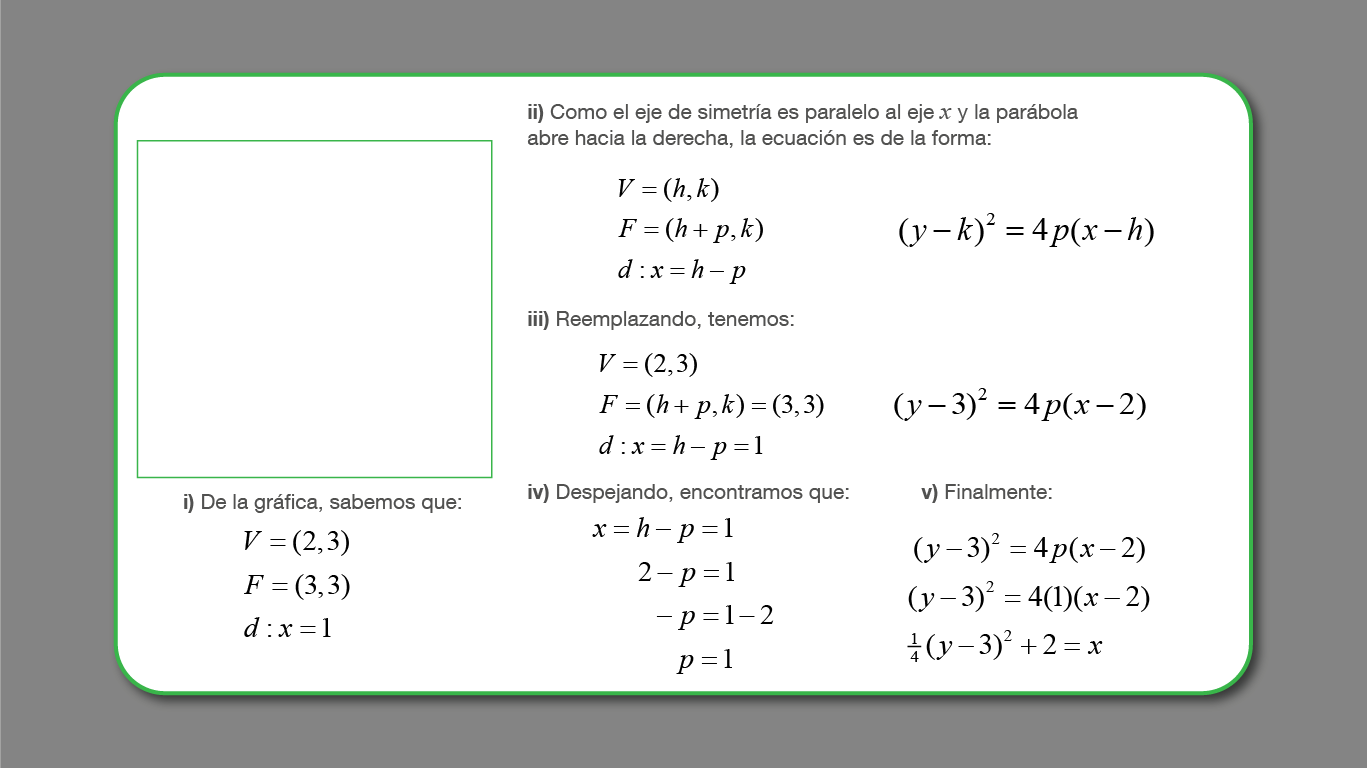 i) De la gráfica, sabemos que:
V = (2,3)
F = (3,3)
d : x = 1
ii) Como el eje de simetría es paralelo al eje x y la parábola
abre hacia la derecha, la ecuación es de la forma:
V = (h, k)
F = (h + p, k)
d : x = h − p
(y − k)² = 4p(x − h)
iii) Reemplazando, tenemos:
V = (2,3)
F = (h + p, k) = (3,3)
d : x = h − p = 1
(y − 3)² = 4p(x − 2)
iv) Despejando, encontramos que:
x = h − p = 1
2 − p = 1
− p = 1 − 2
p = 1
v) Finalmente:
(y − 3)² = 4p(x − 2)
(y − 3)² = 4(1)(x − 2)
¼(y − 3)² + 2 = x